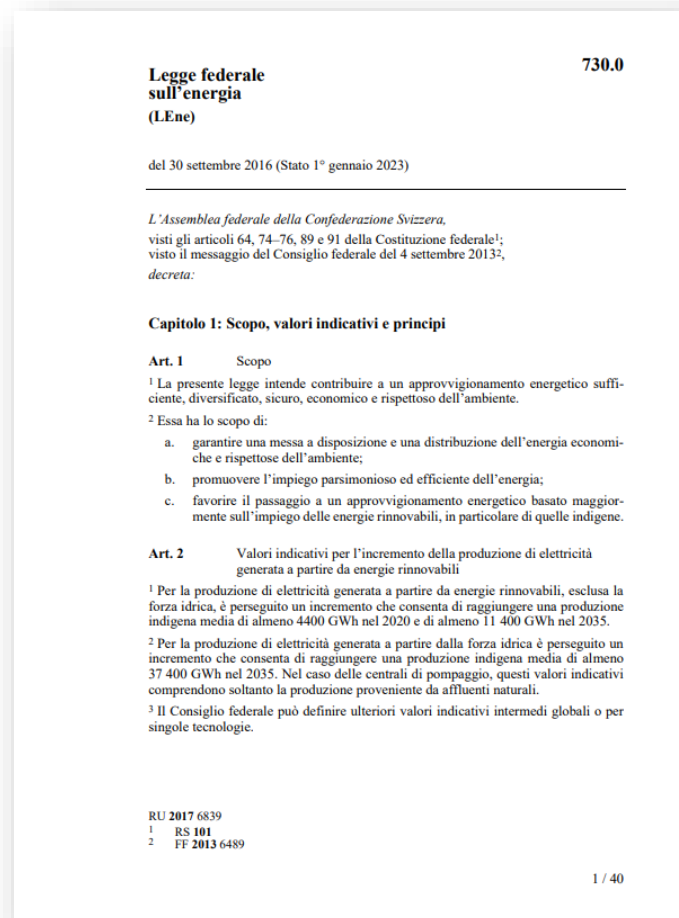 730.0
Legge federale
sull’energia
(LEne)
del 30 settembre 2016 (Stato 1° gennaio 2023)
L’Assemblea federale della Confederazione Svizzera,
visti gli articoli 64, 74–76, 89 e 91 della Costituzione federale1;
visto il messaggio del Consiglio federale del 4 settembre 20132,
decreta:
Capitolo 1: Scopo, valori indicativi e principi
Art. 1 Scopo
1 La presente legge intende contribuire a un approvvigionamento energetico suffi-
ciente, diversificato, sicuro, economico e rispettoso dell’ambiente.
2 Essa ha lo scopo di:
a. garantire una messa a disposizione e una distribuzione dell’energia economi-
che e rispettose dell’ambiente;
b. promuovere l’impiego parsimonioso ed efficiente dell’energia;
c. favorire il passaggio a un approvvigionamento energetico basato maggior-
mente sull’impiego delle energie rinnovabili, in particolare di quelle indigene.
Art. 2 Valori indicativi per l’incremento della produzione di elettricità
generata a partire da energie rinnovabili
1 Per la produzione di elettricità generata a partire da energie rinnovabili, esclusa la
forza idrica, è perseguito un incremento che consenta di raggiungere una produzione
indigena media di almeno 4400 GWh nel 2020 e di almeno 11 400 GWh nel 2035.
2 Per la produzione di elettricità generata a partire dalla forza idrica è perseguito un
incremento che consenta di raggiungere una produzione indigena media di almeno
37 400 GWh nel 2035. Nel caso delle centrali di pompaggio, questi valori indicativi
comprendono soltanto la produzione proveniente da affluenti naturali.
3 Il Consiglio federale può definire ulteriori valori indicativi intermedi globali o per
singole tecnologie.
RU 2017 6839
1 RS 101
2 FF 2013 6489
1 / 40